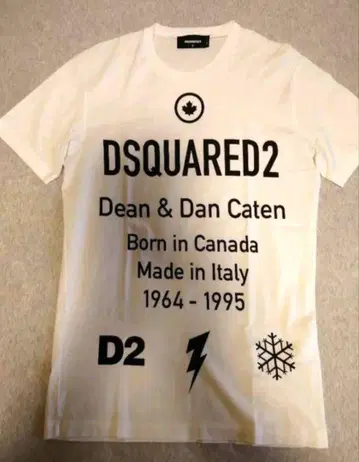 DSQUARED2
Dean & Dan Caten
Born in Canada
Made in Italy
1964 - 1995
D2